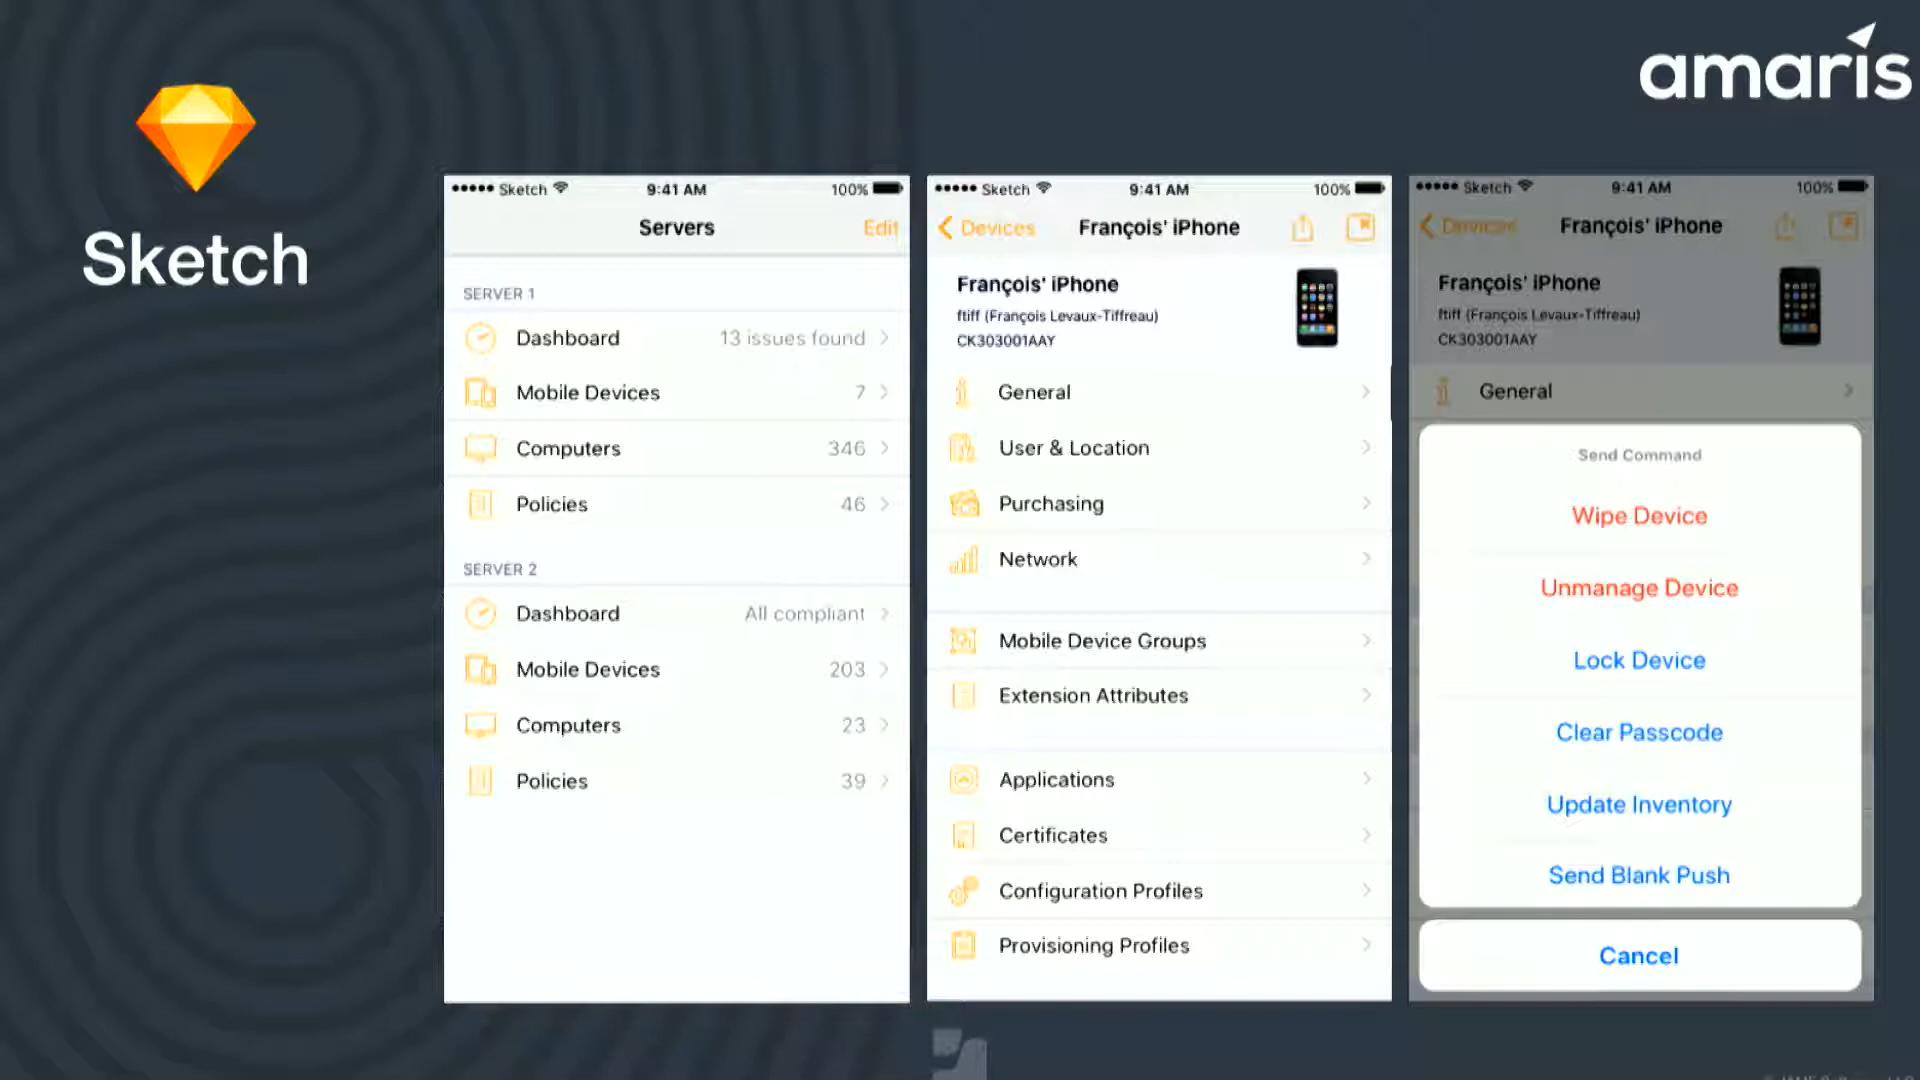 amaris
Sketch
Sketch 9:41 AM 100%
Servers Edit
SERVER 1
Dashboard 13 issues found
Mobile Devices 7
Computers 346
Policies 46
SERVER 2
Dashboard All compliant
Mobile Devices 203
Computers 23
Policies 39
Sketch 9:41 AM 100%
Devices François' iPhone
François' iPhone
ftiff (François Levaux-Tiffreau)
CK303001AAY
General
User & Location
Purchasing
Network
Mobile Device Groups
Extension Attributes
Applications
Certificates
Configuration Profiles
Provisioning Profiles
Sketch 9:41 AM 100%
Devices François' iPhone
François' iPhone
ftiff (François Levaux-Tiffreau)
CK303001AAY
General
Send Command
Wipe Device
Unmanage Device
Lock Device
Clear Passcode
Update Inventory
Send Blank Push
Cancel